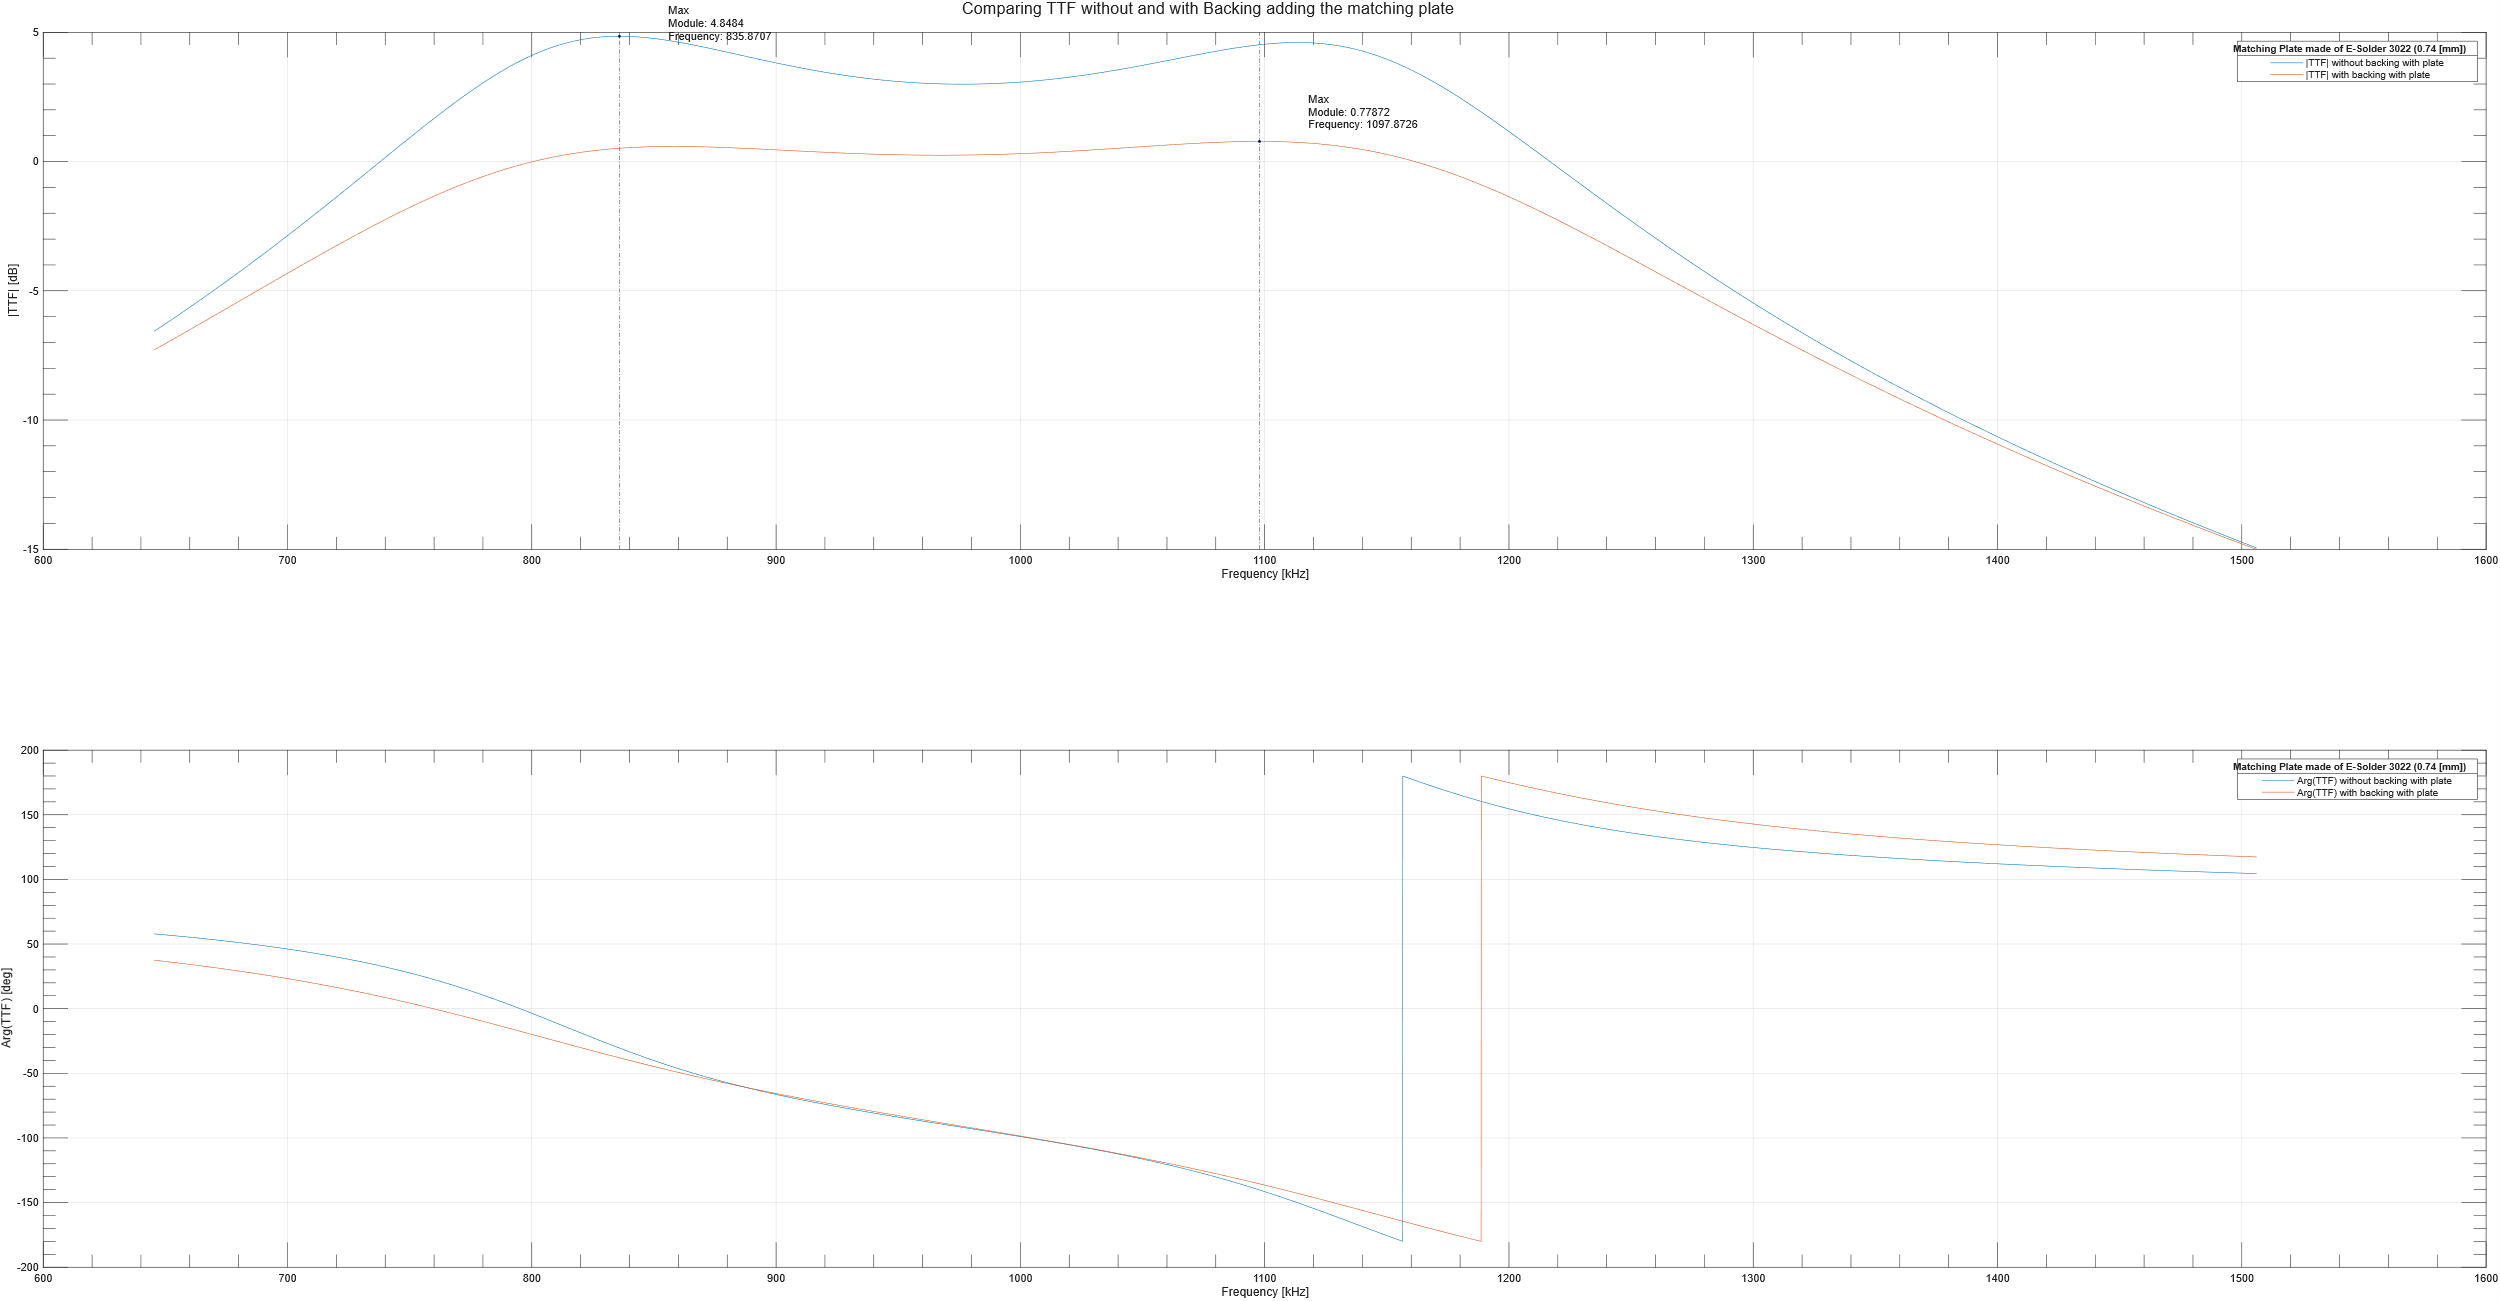 Comparing TTF without and with Backing adding the matching plate
Max
Module: 4.8484
Frequency: 835.8707
Max
Module: 0.77872
Frequency: 1097.8726
Matching Plate made of E-Solder 3022 (0.74 [mm])
|TTF| without backing with plate
|TTF| with backing with plate
|TTF| [dB]
5
0
-5
-10
-15
600 700 800 900 1000 1100 1200 1300 1400 1500 1600
Frequency [kHz]
Matching Plate made of E-Solder 3022 (0.74 [mm])
Arg(TTF) without backing with plate
Arg(TTF) with backing with plate
Arg(TTF) [deg]
200
150
100
50
0
-50
-100
-150
-200
600 700 800 900 1000 1100 1200 1300 1400 1500 1600
Frequency [kHz]